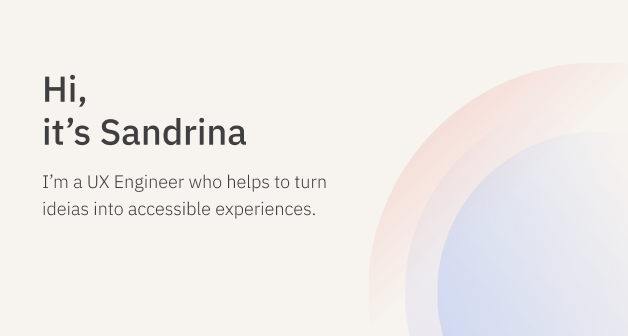 Hi,
it’s Sandrina
I’m a UX Engineer who helps to turn
ideias into accessible experiences.